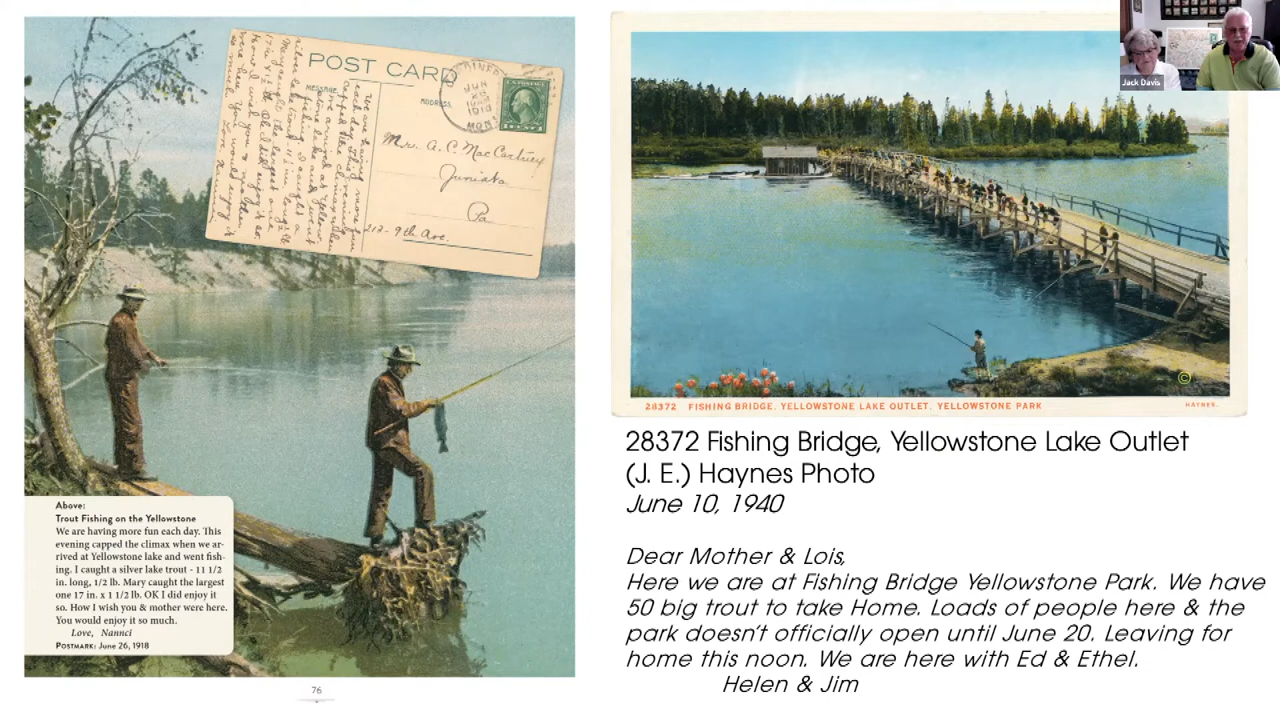 POST CARD
MESSAGE
ADDRESS
JUN
MONT
Mrs. A. C. MacCartney
Juniata
Pa
213 - 9th Ave.
Above:
Trout Fishing on the Yellowstone
We are having more fun each day. This
evening capped the climax when we ar-
rived at Yellowstone lake and went fish-
ing. I caught a silver lake trout - 11 1/2
in. long, 1/2 lb. Mary caught the largest
one 17 in. x 1 1/2 lb. OK I did enjoy it
so. How I wish you & mother were here.
You would enjoy it so much.
Love, Nannci
POSTMARK: June 26, 1918
76
Jack Davis
©
28372 FISHING BRIDGE, YELLOWSTONE LAKE OUTLET, YELLOWSTONE PARK
HAYNES.
28372 Fishing Bridge, Yellowstone Lake Outlet
(J. E.) Haynes Photo
June 10, 1940
Dear Mother & Lois,
Here we are at Fishing Bridge Yellowstone Park. We have
50 big trout to take Home. Loads of people here & the
park doesn't officially open until June 20. Leaving for
home this noon. We are here with Ed & Ethel.
Helen & Jim